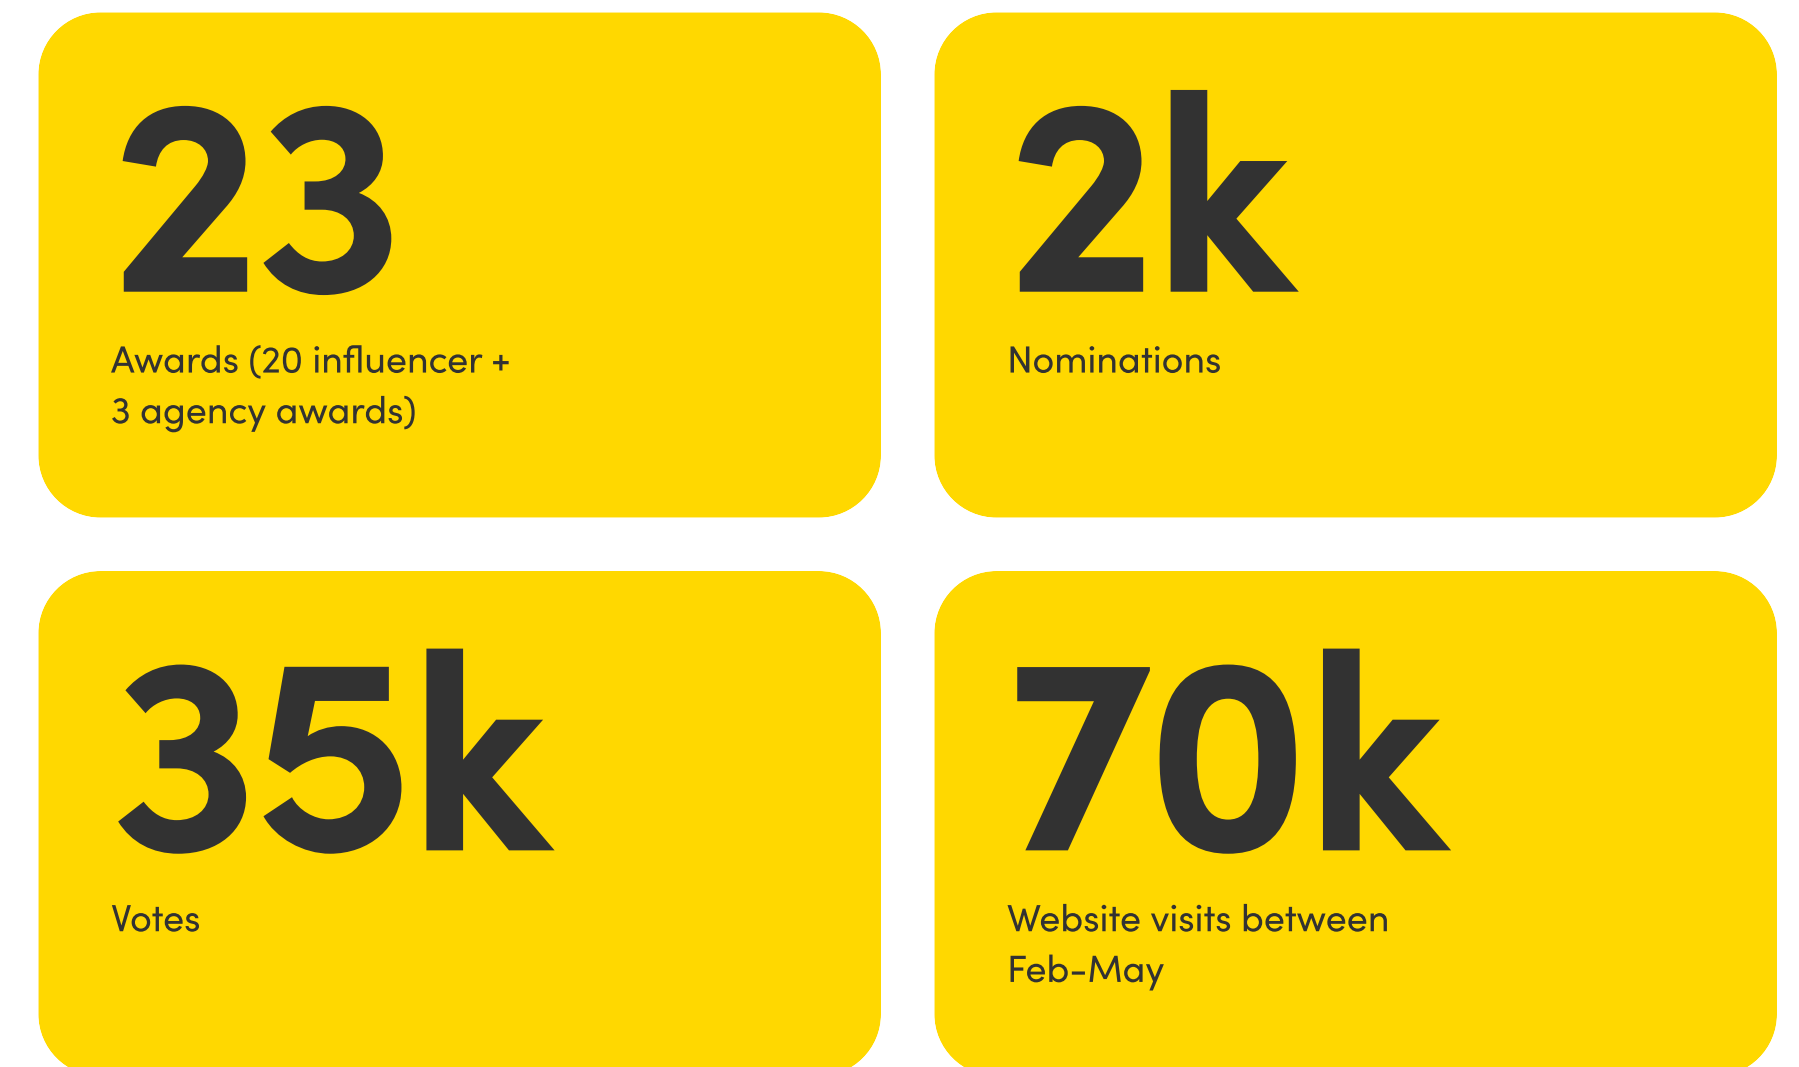 23
Awards (20 influencer +
3 agency awards)
2k
Nominations
35k
Votes
70k
Website visits between
Feb-May